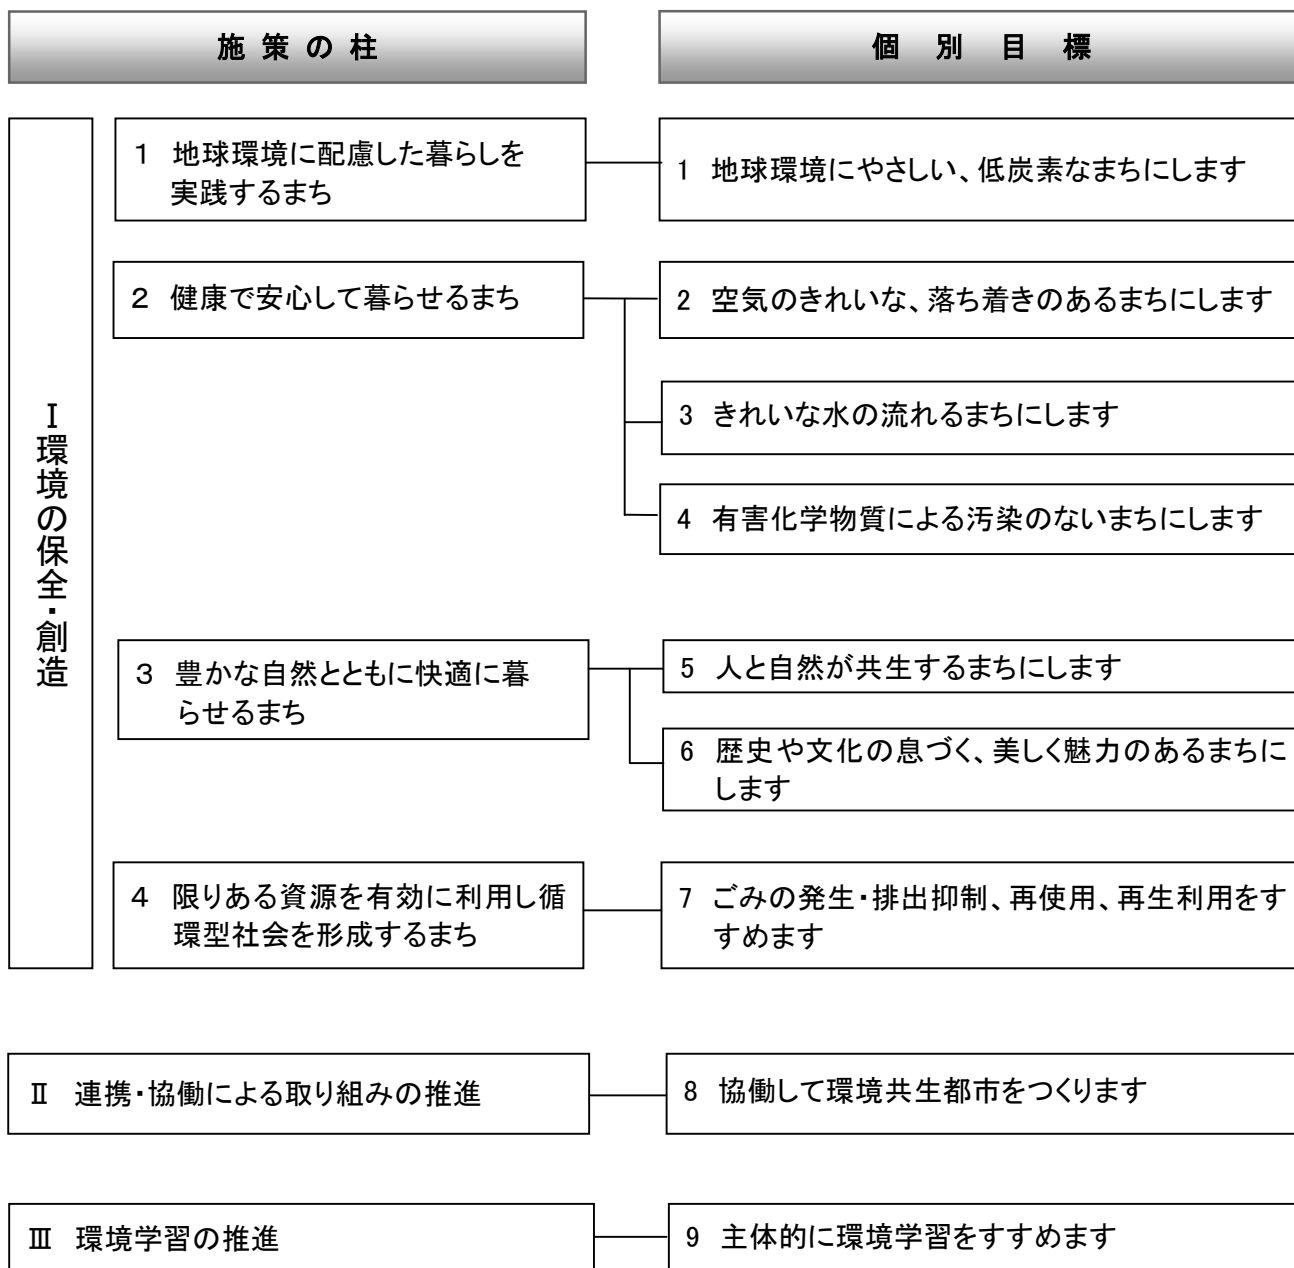 施策の柱
個別目標
Ⅰ環境の保全・創造
1 地球環境に配慮した暮らしを
実践するまち
1 地球環境にやさしい、低炭素なまちにします
2 健康で安心して暮らせるまち
2 空気のきれいな、落ち着きのあるまちにします
3 きれいな水の流れるまちにします
4 有害化学物質による汚染のないまちにします
3 豊かな自然とともに快適に暮
らせるまち
5 人と自然が共生するまちにします
6 歴史や文化の息づく、美しく魅力のあるまちに
します
4 限りある資源を有効に利用し循
環型社会を形成するまち
7 ごみの発生・排出抑制、再使用、再生利用をす
すめます
Ⅱ 連携・協働による取り組みの推進
8 協働して環境共生都市をつくります
Ⅲ 環境学習の推進
9 主体的に環境学習をすすめます